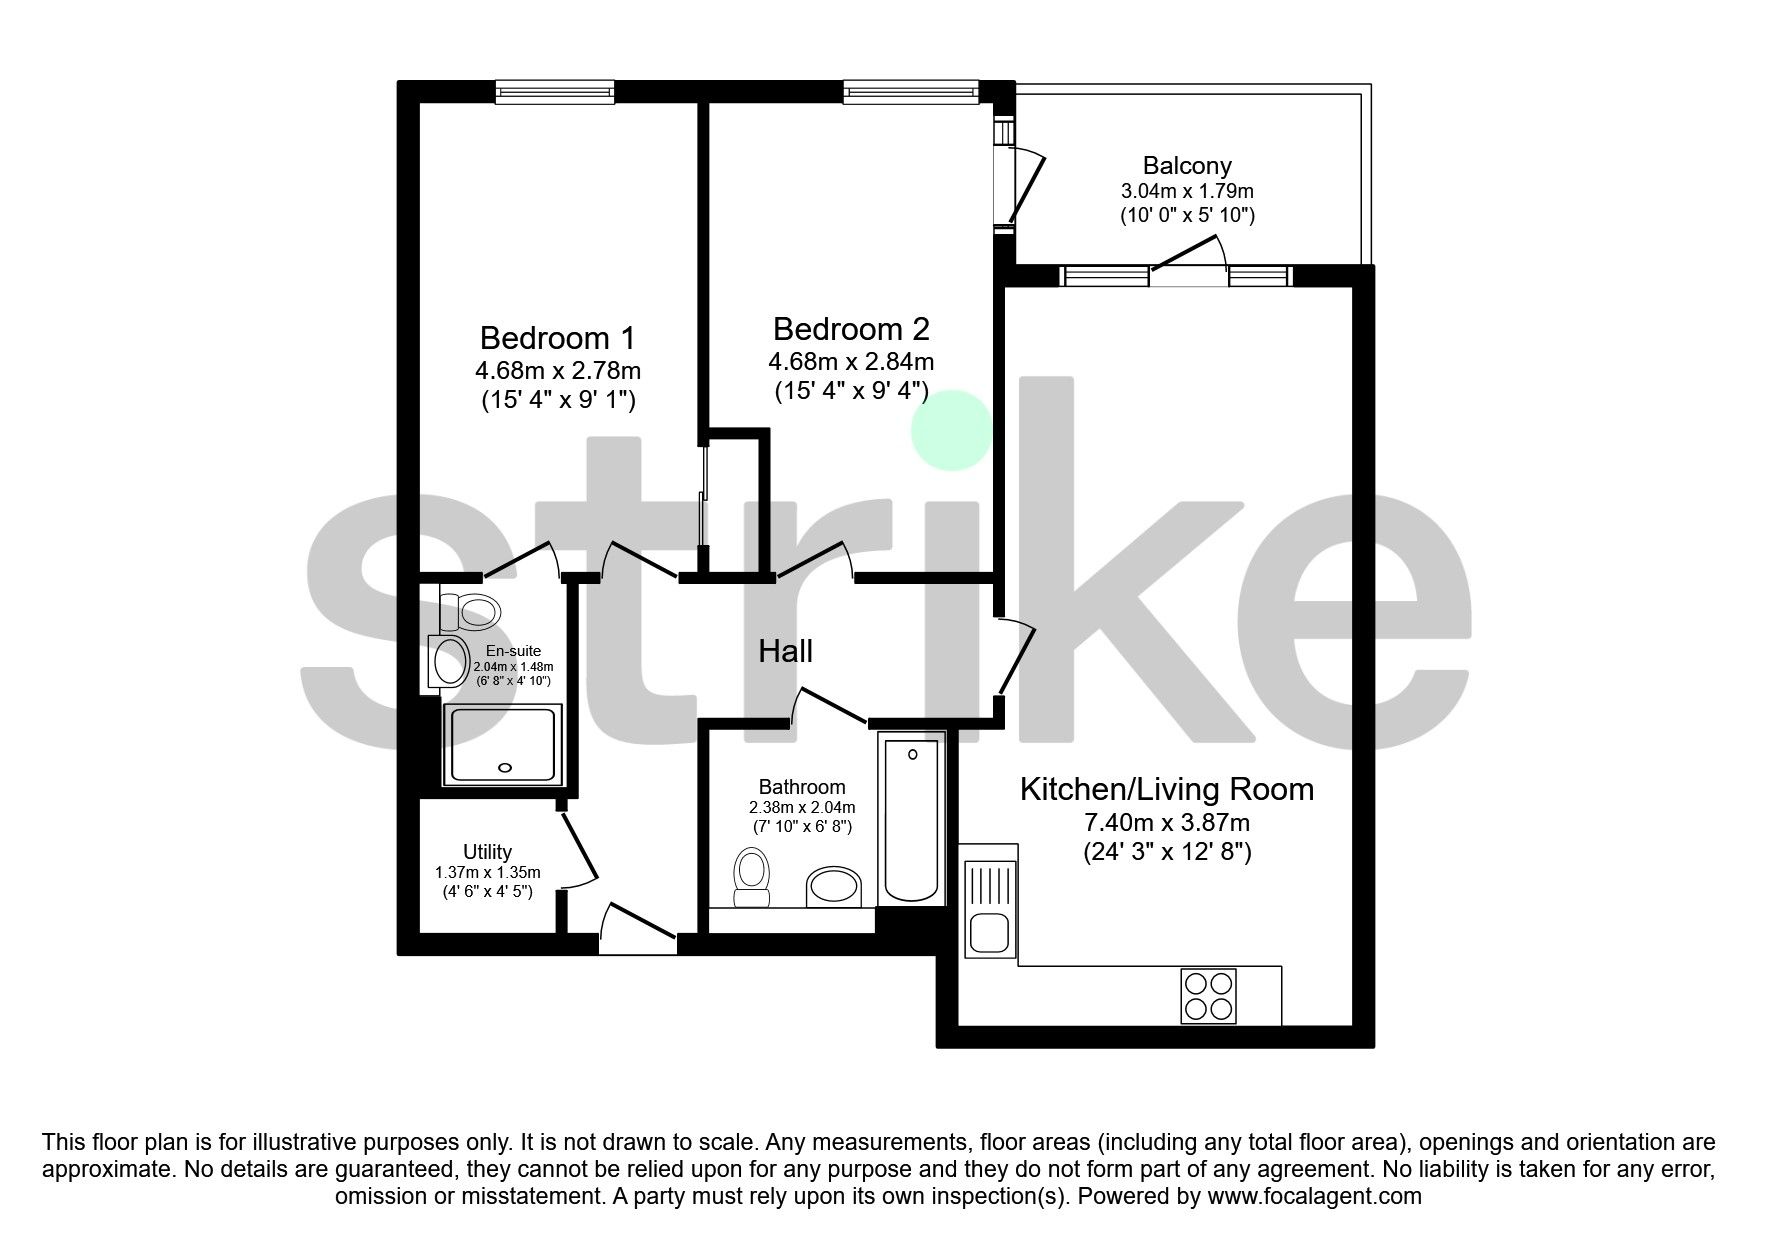 Balcony
3.04m x 1.79m
(10' 0" x 5' 10")
Bedroom 1
4.68m x 2.78m
(15' 4" x 9' 1")
Bedroom 2
4.68m x 2.84m
(15' 4" x 9' 4")
strike
Hall
En-suite
2.04m x 1.48m
(6' 8" x 4' 10")
Bathroom
2.38m x 2.04m
(7' 10" x 6' 8")
Kitchen/Living Room
7.40m x 3.87m
(24' 3" x 12' 8")
Utility
1.37m x 1.35m
(4' 6" x 4' 5")
This floor plan is for illustrative purposes only. It is not drawn to scale. Any measurements, floor areas (including any total floor area), openings and orientation are
approximate. No details are guaranteed, they cannot be relied upon for any purpose and they do not form part of any agreement. No liability is taken for any error,
omission or misstatement. A party must rely upon its own inspection(s). Powered by www.focalagent.com